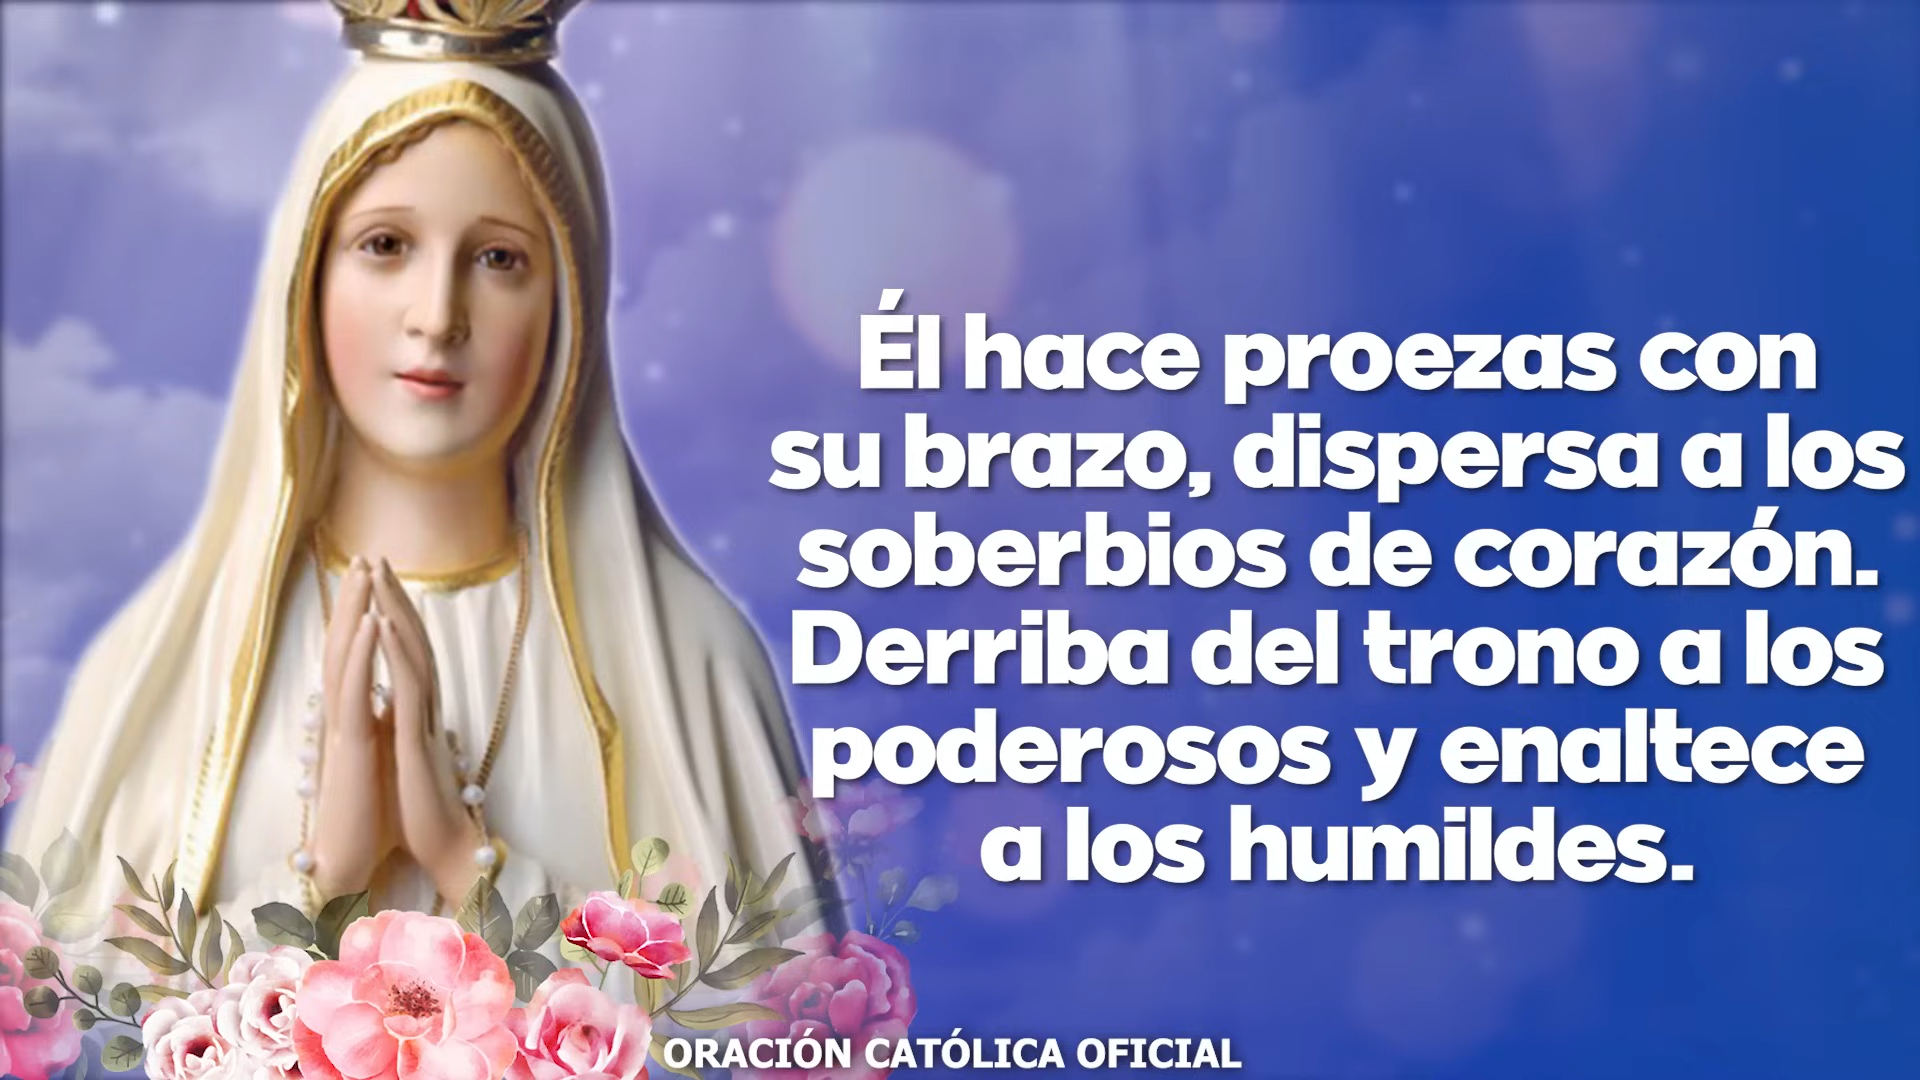 Él hace proezas con
su brazo, dispersa a los
soberbios de corazón.
Derriba del trono a los
poderosos y enaltece
a los humildes.
ORACIÓN CATÓLICA OFICIAL